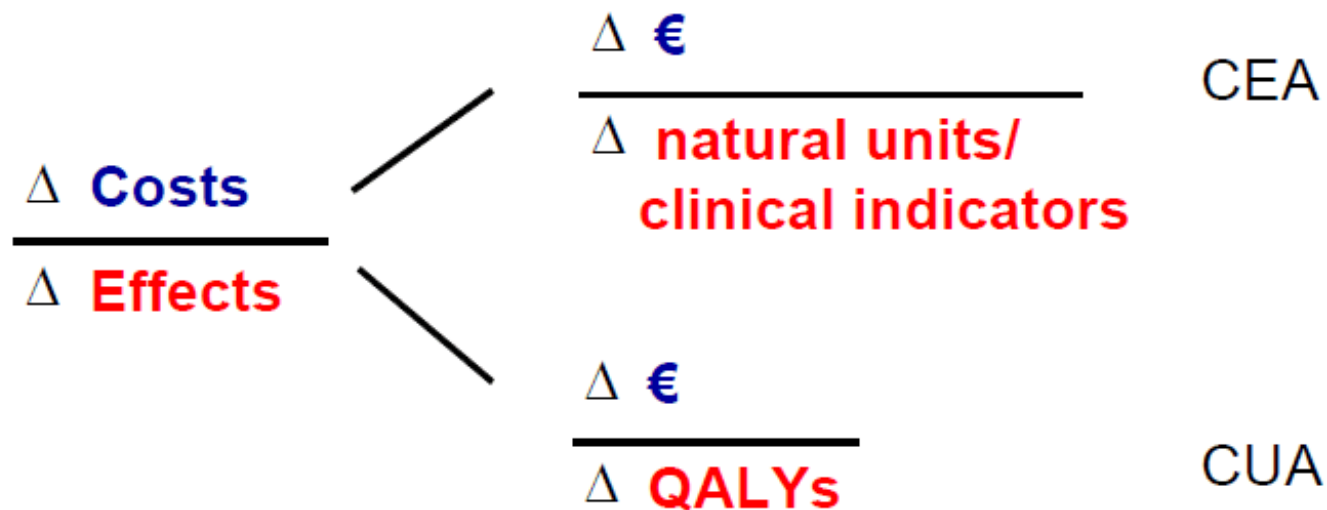 Δ Costs
Δ Effects
Δ €
Δ natural units/
clinical indicators
CEA
Δ €
Δ QALYs
CUA